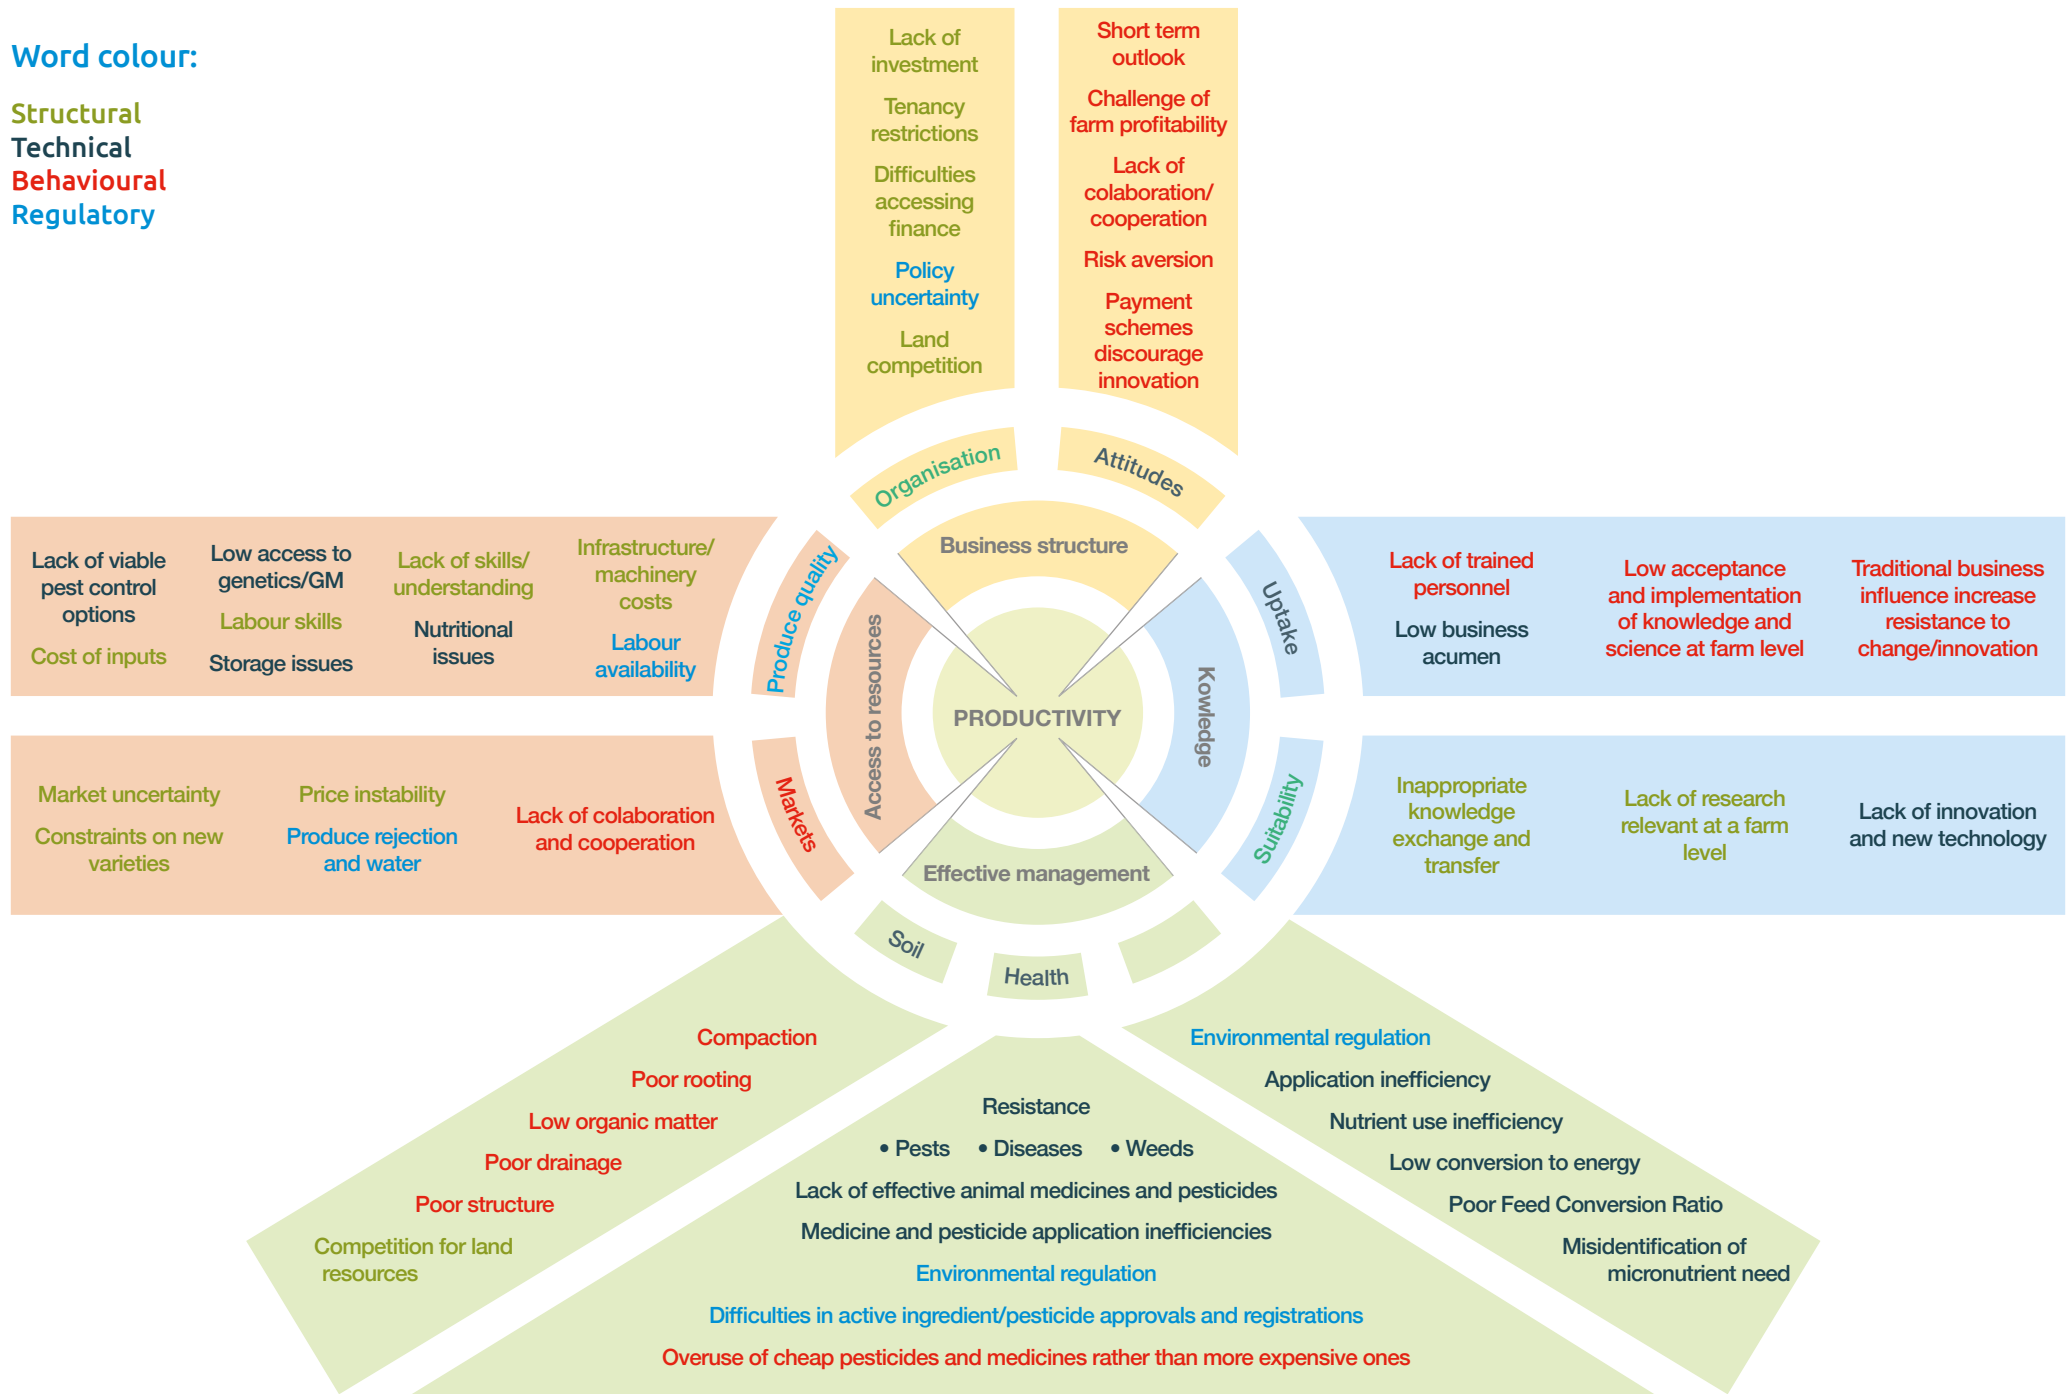 Word colour:
Structural
Technical
Behavioural
Regulatory
Lack of
investment
Tenancy
restrictions
Difficulties
accessing
finance
Policy
uncertainty
Land
competition
Short term
outlook
Challenge of
farm profitability
Lack of
colaboration/
cooperation
Risk aversion
Payment
schemes
discourage
innovation
Organisation
Attitudes
Business structure
Lack of viable
pest control
options
Cost of inputs
Low access to
genetics/GM
Labour skills
Storage issues
Lack of skills/
understanding
Nutritional
issues
Infrastructure/
machinery
costs
Labour
availability
Produce quality
Access to resources
PRODUCTIVITY
Kowledge
Uptake
Lack of trained
personnel
Low business
acumen
Low acceptance
and implementation
of knowledge and
science at farm level
Traditional business
influence increase
resistance to
change/innovation
Market uncertainty
Constraints on new
varieties
Price instability
Produce rejection
and water
Lack of colaboration
and cooperation
Markets
Suitability
Inappropriate
knowledge
exchange and
transfer
Lack of research
relevant at a farm
level
Lack of innovation
and new technology
Effective management
Soil
Health
Compaction
Poor rooting
Low organic matter
Poor drainage
Poor structure
Competition for land
resources
Resistance
• Pests • Diseases • Weeds
Lack of effective animal medicines and pesticides
Medicine and pesticide application inefficiencies
Environmental regulation
Difficulties in active ingredient/pesticide approvals and registrations
Overuse of cheap pesticides and medicines rather than more expensive ones
Environmental regulation
Application inefficiency
Nutrient use inefficiency
Low conversion to energy
Poor Feed Conversion Ratio
Misidentification of
micronutrient need